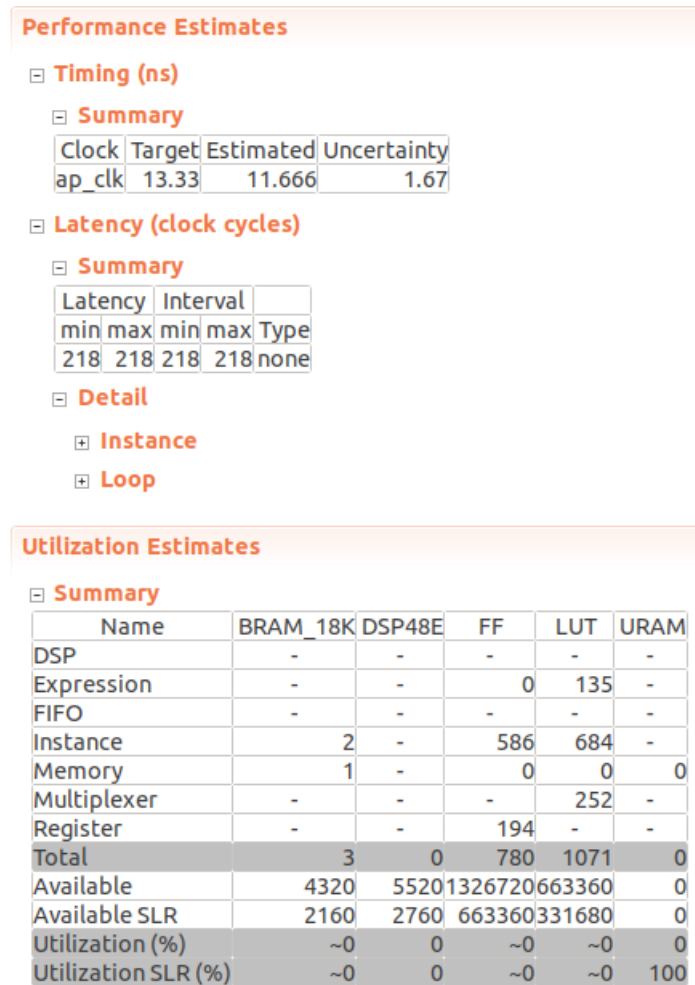 Performance Estimates
Timing (ns)
Summary
Clock Target Estimated Uncertainty
ap_clk 13.33 11.666 1.67
Latency (clock cycles)
Summary
Latency Interval
min max min max Type
218 218 218 218 none
Detail
Instance
Loop
Utilization Estimates
Summary
Name BRAM_18K DSP48E FF LUT URAM
DSP - - - - -
Expression - - 0 135 -
FIFO - - - - -
Instance 2 - 586 684 -
Memory 1 - 0 0 0
Multiplexer - - - 252 -
Register - - 194 - -
Total 3 0 780 1071 0
Available 4320 5520 1326720 663360 0
Available SLR 2160 2760 663360 331680 0
Utilization (%) ~0 0 ~0 ~0 0
Utilization SLR (%) ~0 0 ~0 ~0 100